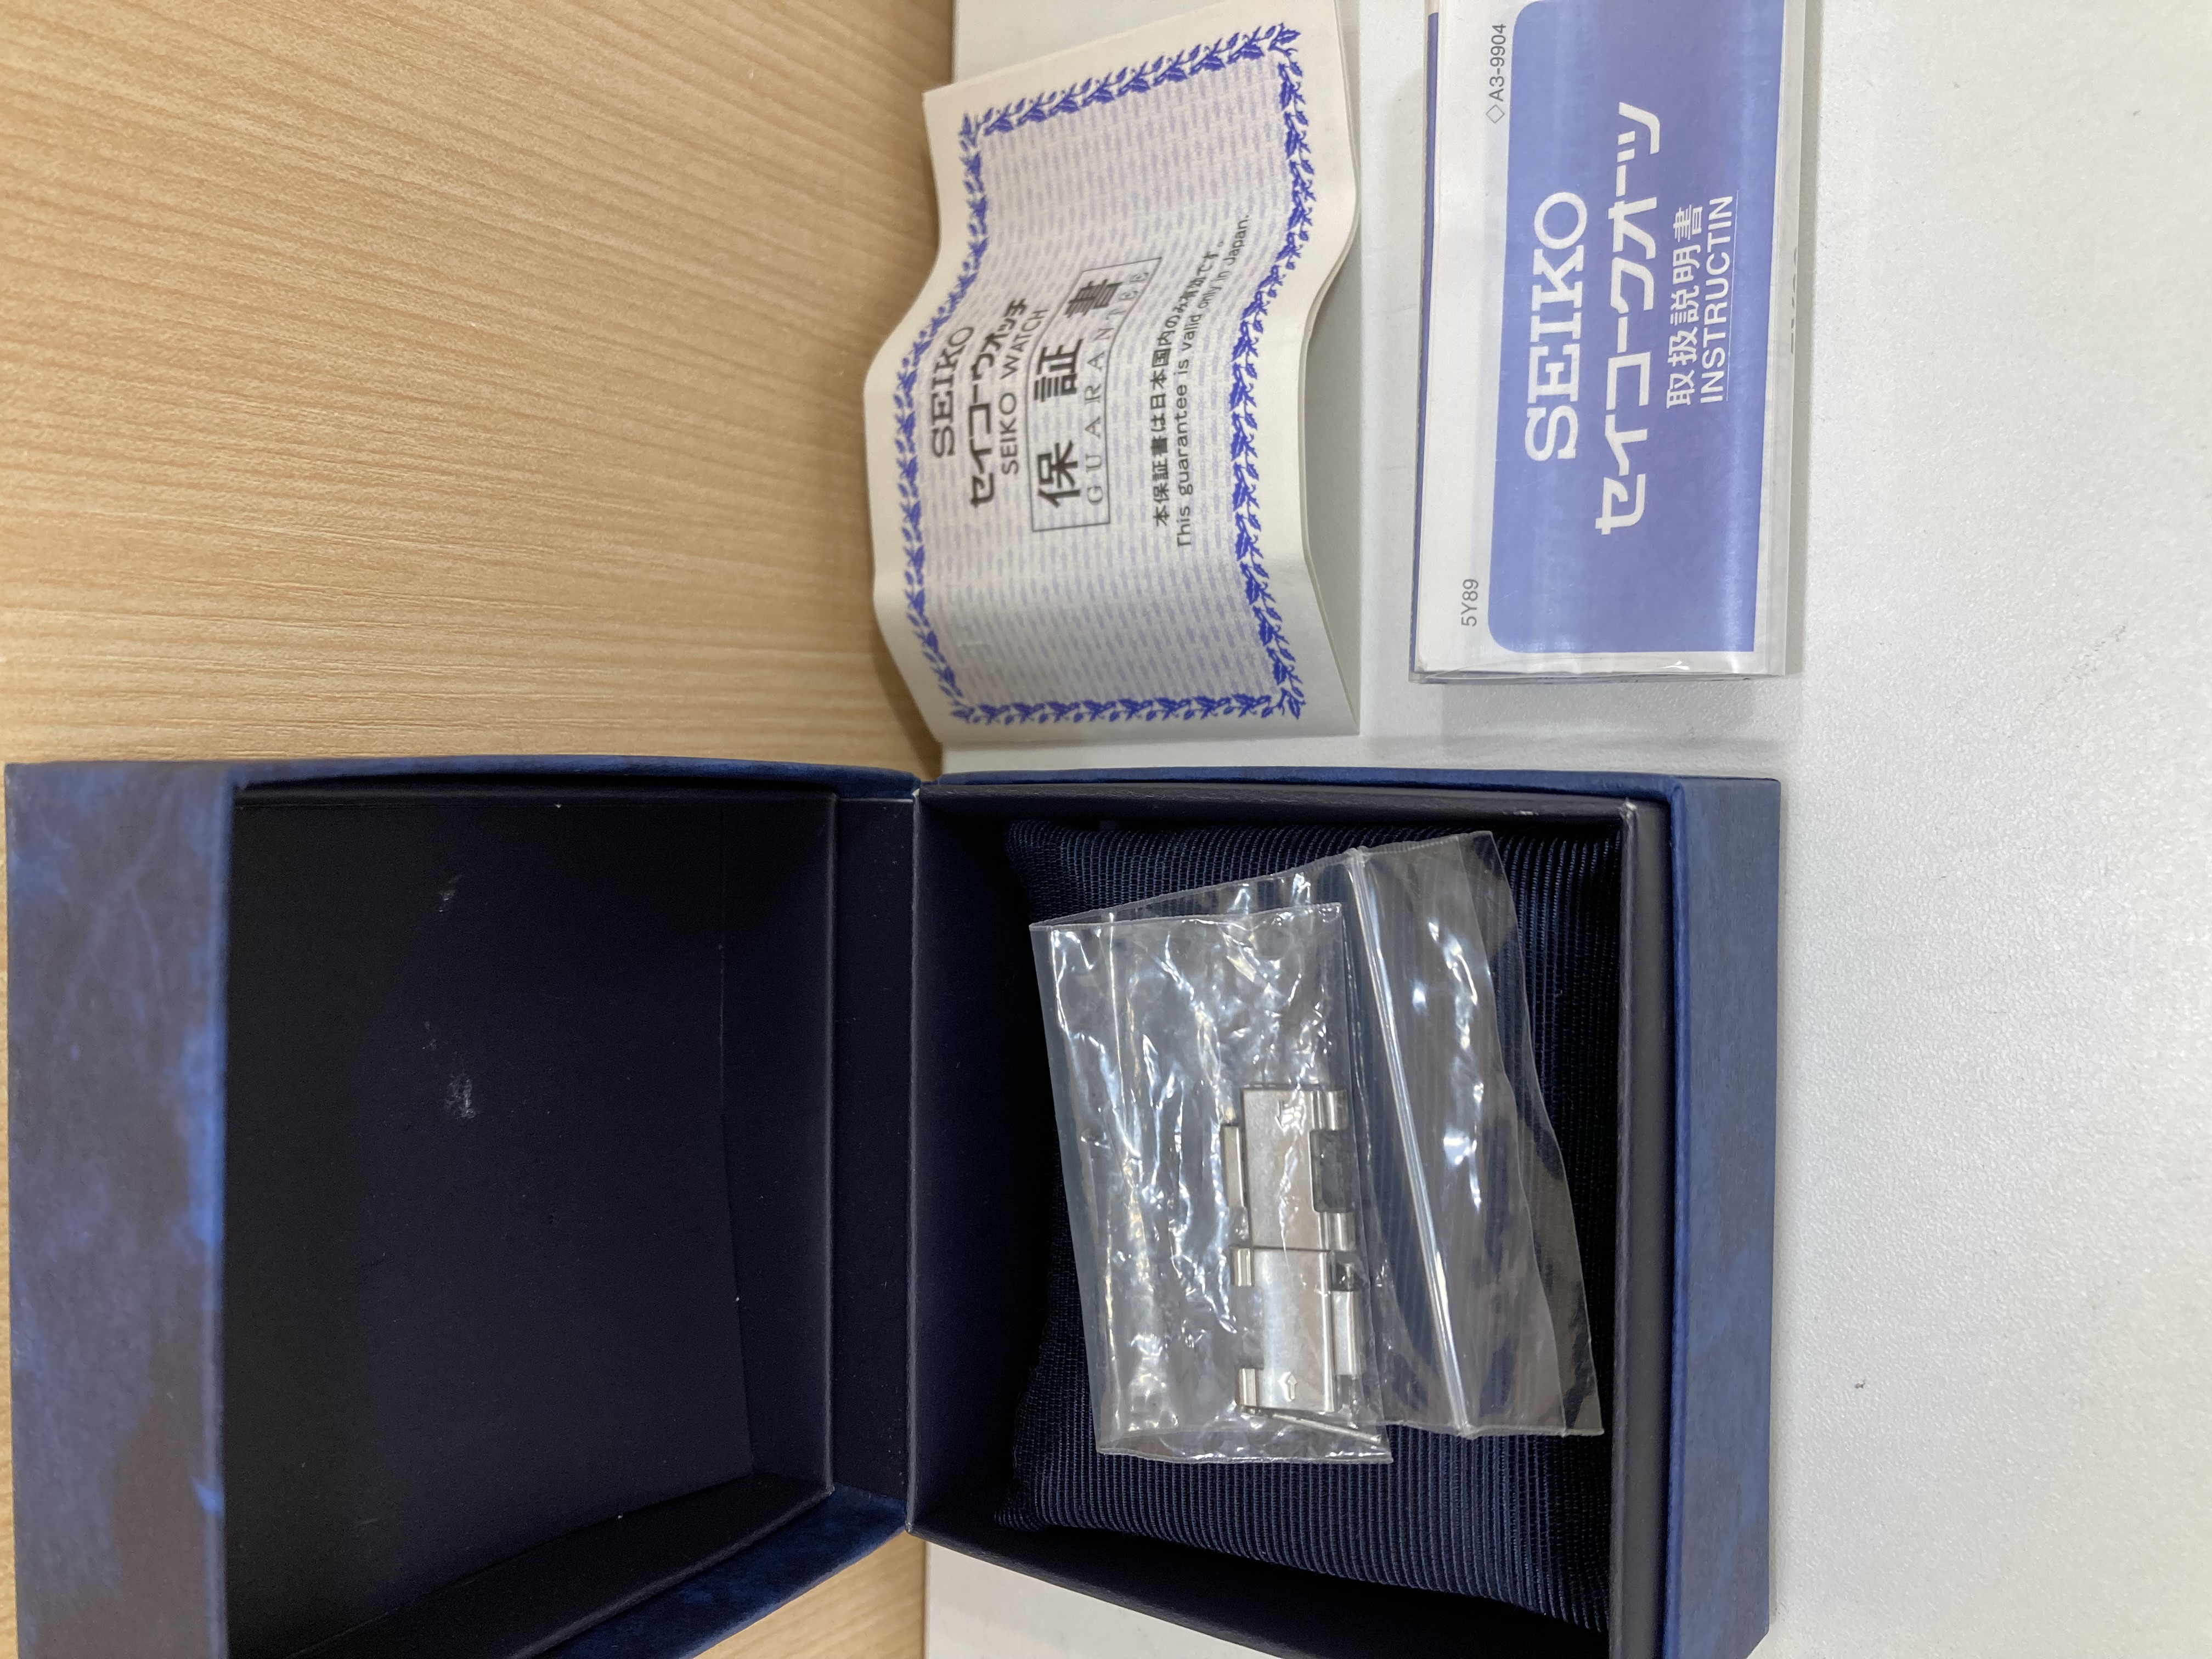 SEIKO
セイコーウオッチ
SEIKO WATCH
保証書
GUARANTEE
本保証書は日本国内のみ有効です。
This guarantee is valid only in Japan.
5Y89 ◇A3-9904
SEIKO
セイコークオーツ
取扱説明書
INSTRUCTIN